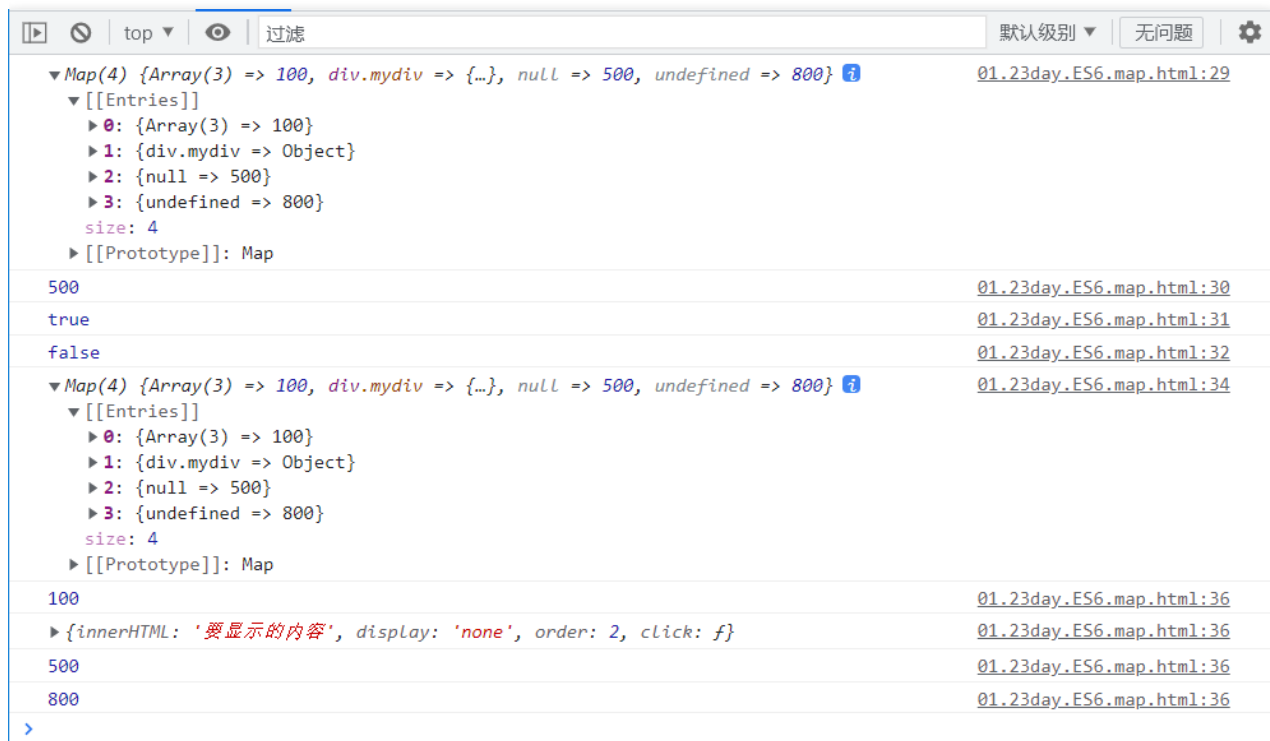 top ▼ 过滤 默认级别 ▼ 无问题
▼Map(4) {Array(3) => 100, div.mydiv => {…}, null => 500, undefined => 800} i 01.23day.ES6.map.html:29
▼[[Entries]]
▶0: {Array(3) => 100}
▶1: {div.mydiv => Object}
▶2: {null => 500}
▶3: {undefined => 800}
size: 4
▶[[Prototype]]: Map
500 01.23day.ES6.map.html:30
true 01.23day.ES6.map.html:31
false 01.23day.ES6.map.html:32
▼Map(4) {Array(3) => 100, div.mydiv => {…}, null => 500, undefined => 800} i 01.23day.ES6.map.html:34
▼[[Entries]]
▶0: {Array(3) => 100}
▶1: {div.mydiv => Object}
▶2: {null => 500}
▶3: {undefined => 800}
size: 4
▶[[Prototype]]: Map
100 01.23day.ES6.map.html:36
▶{innerHTML: '要显示的内容', display: 'none', order: 2, click: ƒ} 01.23day.ES6.map.html:36
500 01.23day.ES6.map.html:36
800 01.23day.ES6.map.html:36
>